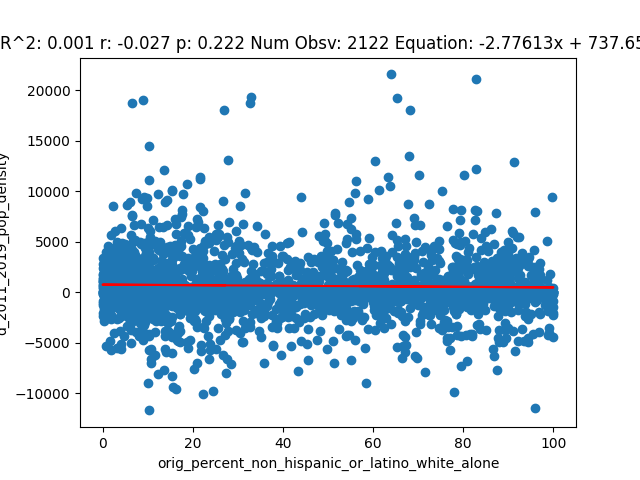 R^2: 0.001 r: -0.027 p: 0.222 Num Obsv: 2122 Equation: -2.77613x + 737.65
20000
15000
10000
5000
0
−5000
−10000
d_2011_2019_pop_density
0 20 40 60 80 100
orig_percent_non_hispanic_or_latino_white_alone